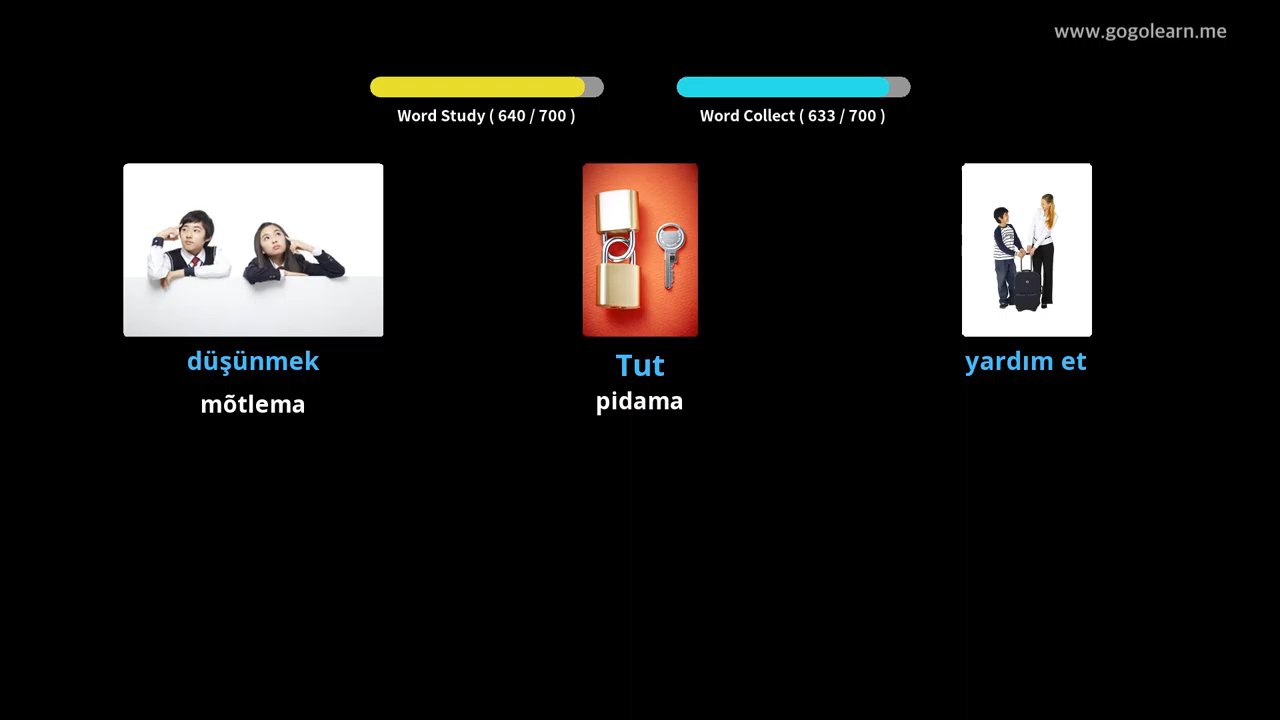 www.gogolearn.me
Word Study ( 640 / 700 )
Word Collect ( 633 / 700 )
düşünmek
mõtlema
Tut
pidama
yardım et